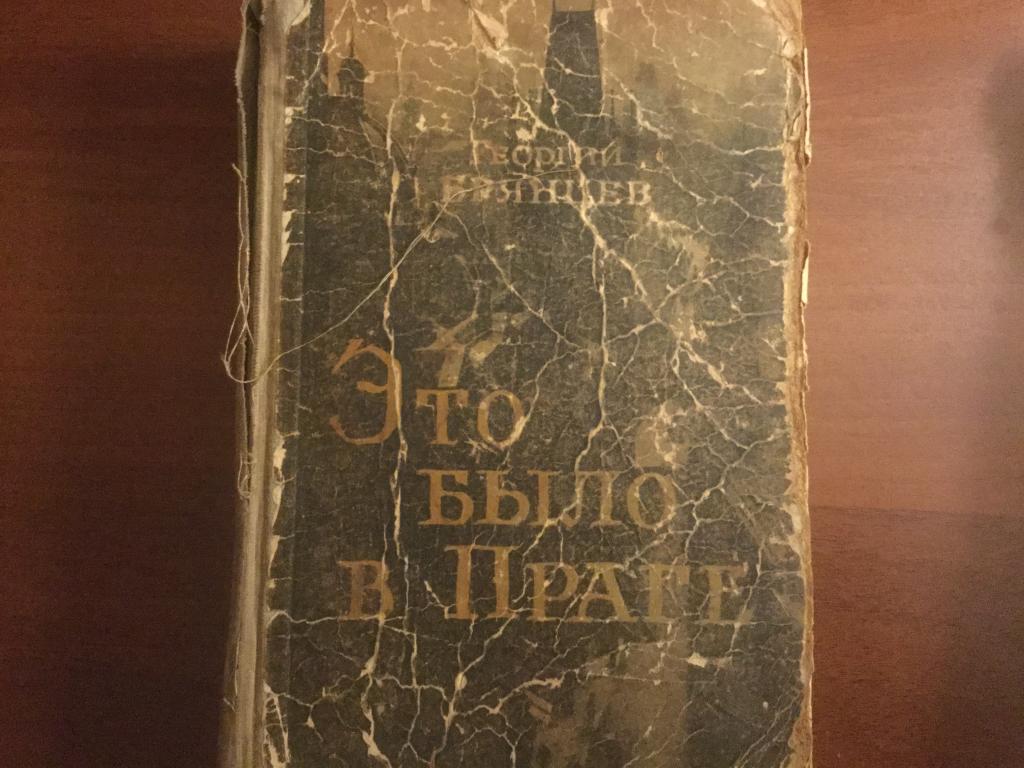 Георгий
Брянцев
Это
было
в Праге